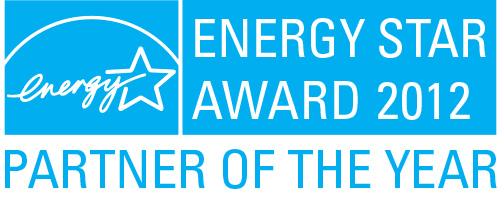 energy
ENERGY STAR
AWARD 2012
PARTNER OF THE YEAR